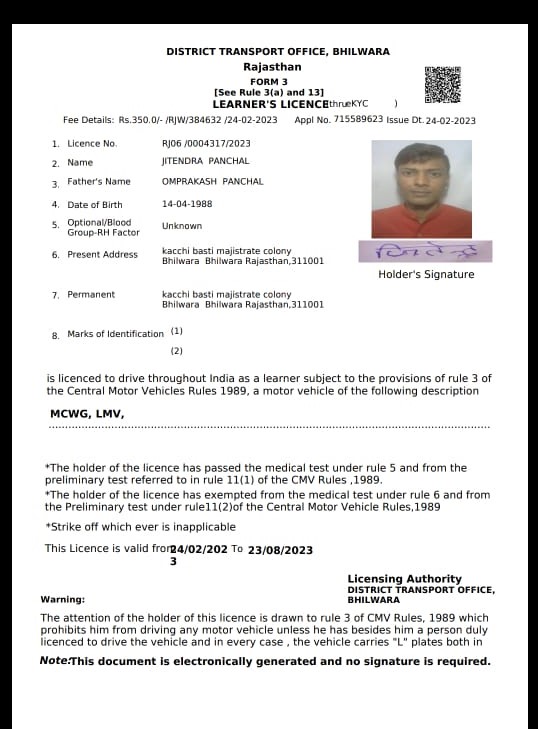 DISTRICT TRANSPORT OFFICE, BHILWARA
Rajasthan
FORM 3
[See Rule 3(a) and 13]
LEARNER'S LICENCE thru eKYC )
Fee Details: Rs.350.0/- /RJW/384632 /24-02-2023 Appl No. 715589623 Issue Dt. 24-02-2023
1. Licence No. RJ06 /0004317/2023
2. Name JITENDRA PANCHAL
3. Father's Name OMPRAKASH PANCHAL
4. Date of Birth 14-04-1988
5. Optional/Blood Group-RH Factor Unknown
6. Present Address kacchi basti majistrate colony
Bhilwara Bhilwara Rajasthan,311001
जितेन्द्र
Holder's Signature
7. Permanent kacchi basti majistrate colony
Bhilwara Bhilwara Rajasthan,311001
8. Marks of Identification (1)
(2)
is licenced to drive throughout India as a learner subject to the provisions of rule 3 of
the Central Motor Vehicles Rules 1989, a motor vehicle of the following description
MCWG, LMV,
*The holder of the licence has passed the medical test under rule 5 and from the
preliminary test referred to in rule 11(1) of the CMV Rules ,1989.
*The holder of the licence has exempted from the medical test under rule 6 and from
the Preliminary test under rule11(2)of the Central Motor Vehicle Rules,1989
*Strike off which ever is inapplicable
This Licence is valid from 24/02/2023 To 23/08/2023
Licensing Authority
DISTRICT TRANSPORT OFFICE,
BHILWARA
Warning:
The attention of the holder of this licence is drawn to rule 3 of CMV Rules, 1989 which
prohibits him from driving any motor vehicle unless he has besides him a person duly
licenced to drive the vehicle and in every case , the vehicle carries "L" plates both in
Note:This document is electronically generated and no signature is required.